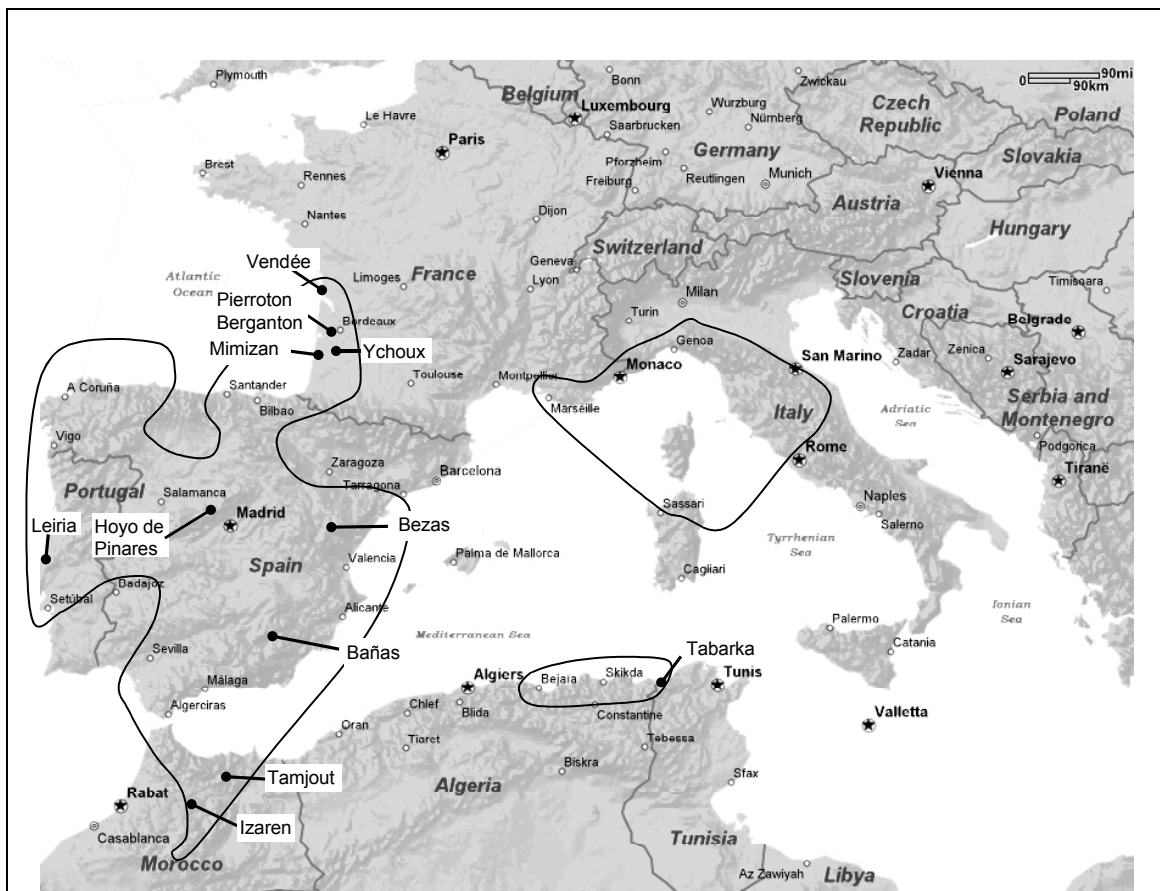 Plymouth
Bonn
Zwickau
0 90mi
90km
Belgium
Luxembourg
Wurzburg
Czech
Republic
Poland
Le Havre
Saarbrucken
Nürnberg
Paris
Germany
Slovakia
Pforzheim
Brest
Reutlingen
Munich
Vienna
Rennes
Freiburg
Austria
Nantes
Dijon
Hungary
Switzerland
Vendée
Geneva
Slovenia
Atlantic
Ocean
Limoges
France
Lyon
Timisoara
Milan
Pierroton
Turin
Croatia
Berganton
Bordeaux
Belgrade
Mimizan
Ychoux
Genoa
San Marino
Zadar
Zenica
Sarajevo
A Coruña
Santander
Toulouse
Montpellier
Monaco
Bilbao
Marseille
Italy
Adriatic
Sea
Serbia and
Montenegro
Vigo
Podgorica
Zaragoza
Barcelona
Rome
Tiranë
Portugal
Salamanca
Tarragona
Madrid
Sassari
Naples
Leiria
Hoyo de
Pinares
Bezas
Salerno
Tyrrhenian
Sea
Spain
Valencia
Palma de Mallorca
Cagliari
Badajoz
Setúbal
Alicante
Ionian
Sea
Palermo
Mediterranean Sea
Sevilla
Bañas
Tabarka
Catania
Málaga
Algiers
Bejaia
Skikda
Tunis
Algerciras
Chlef
Blida
Constantine
Valletta
Oran
Tiaret
Tebessa
Biskra
Tamjout
Sfax
Rabat
Algeria
Izaren
Casablanca
Tunisia
Morocco
Az Zawiyah
Libya